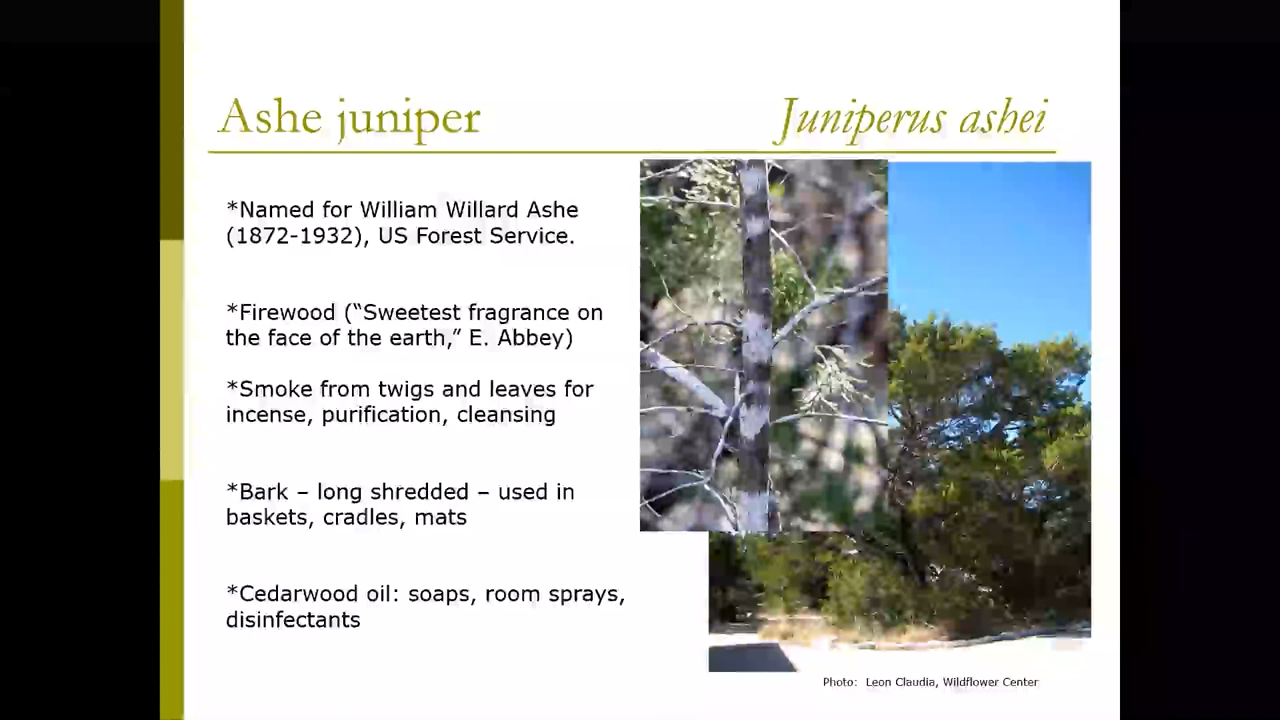 Ashe juniper
Juniperus ashei
*Named for William Willard Ashe
(1872-1932), US Forest Service.
*Firewood (“Sweetest fragrance on
the face of the earth,” E. Abbey)
*Smoke from twigs and leaves for
incense, purification, cleansing
*Bark – long shredded – used in
baskets, cradles, mats
*Cedarwood oil: soaps, room sprays,
disinfectants
Photo: Leon Claudia, Wildflower Center